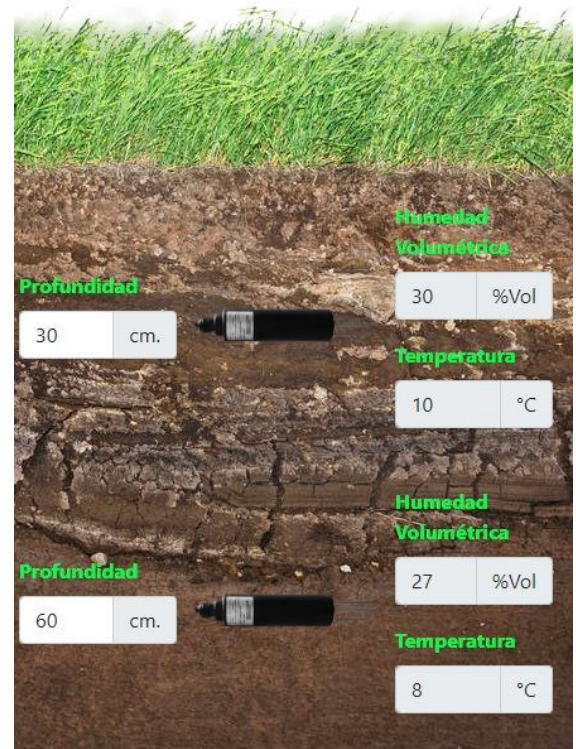 Humedad
Volumétrica
Profundidad
30 %Vol
30 cm.
Temperatura
10 °C
Humedad
Volumétrica
Profundidad
27 %Vol
60 cm.
Temperatura
8 °C